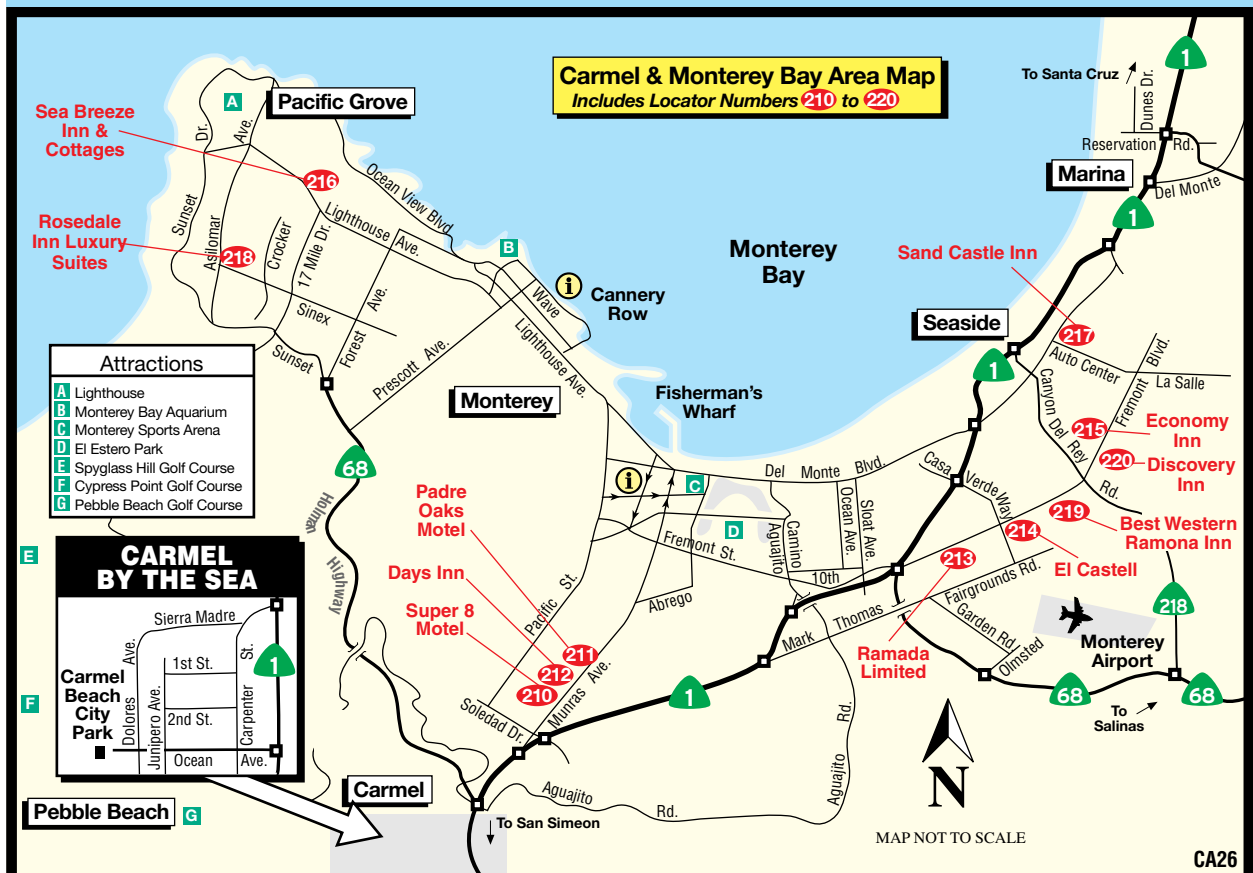 Carmel & Monterey Bay Area Map
Includes Locator Numbers 210 to 220
To Santa Cruz
1
Dunes Dr.
Reservation Rd.
Marina
Del Monte
1
A
Pacific Grove
Sea Breeze
Inn &
Cottages
216
Dr.
Ave.
Sunset
Asilomar
Ocean View Blvd
Lighthouse Ave.
Rosedale
Inn Luxury
Suites
218
Crocker
17 Mile Dr.
Sinex
Forest Ave.
Sunset
Prescott Ave.
B
Wave
i
Cannery
Row
Lighthouse Ave.
Monterey
Bay
Sand Castle Inn
217
Seaside
1
Auto Center
La Salle
Fremont Blvd.
Canyon Del Rey Rd.
215
Economy
Inn
220
Discovery
Inn
219
Best Western
Ramona Inn
214
El Castell
213
Ramada
Limited
Attractions
A Lighthouse
B Monterey Bay Aquarium
C Monterey Sports Arena
D El Estero Park
E Spyglass Hill Golf Course
F Cypress Point Golf Course
G Pebble Beach Golf Course
Monterey
Fisherman's
Wharf
68
Holman
Highway
i
C
D
Del Monte Blvd.
Casa Verde Way
Ocean Ave.
Sloat Ave.
Camino
Aguajito
Fremont St.
10th
Abrego
Pacific St.
Padre
Oaks
Motel
Days Inn
Super 8
Motel
211
212
210
Munras Ave.
Soledad Dr.
Mark Thomas
Fairgrounds Rd.
Garden Rd
Olmsted
Monterey
Airport
218
68
68
To
Salinas
1
Aguajito Rd.
Aguajito Rd.
E
CARMEL
BY THE SEA
Sierra Madre
Ave.
St.
1
1st St.
2nd St.
Carmel
Beach
City
Park
Dolores
Junipero Ave.
Carpenter
Ocean Ave.
F
Pebble Beach
G
Carmel
To San Simeon
N
MAP NOT TO SCALE
CA26